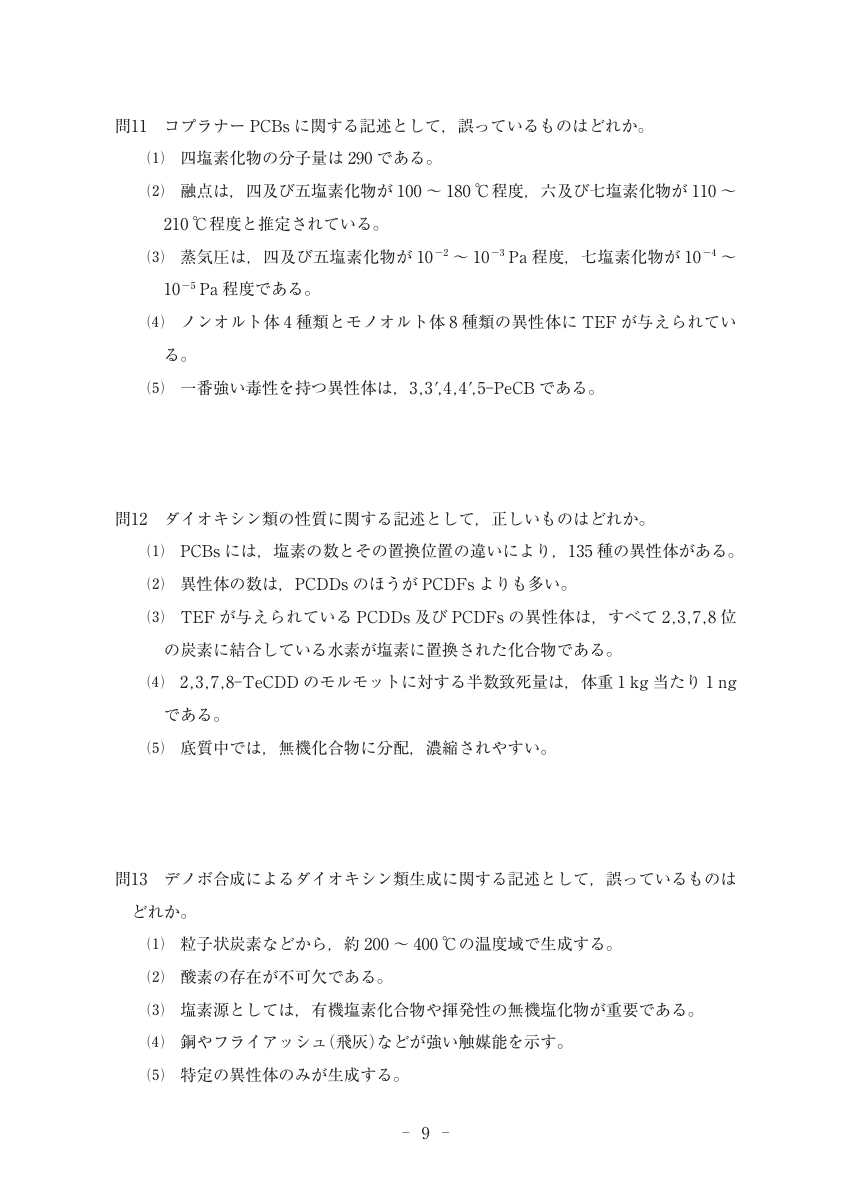 問11 コプラナー PCBs に関する記述として，誤っているものはどれか。
⑴ 四塩素化物の分子量は 290 である。
⑵ 融点は，四及び五塩素化物が 100 ～ 180 ℃程度，六及び七塩素化物が 110 ～
210 ℃程度と推定されている。
⑶ 蒸気圧は，四及び五塩素化物が 10⁻² ～ 10⁻³ Pa 程度，七塩素化物が 10⁻⁴ ～
10⁻⁵ Pa 程度である。
⑷ ノンオルト体 4 種類とモノオルト体 8 種類の異性体に TEF が与えられてい
る。
⑸ 一番強い毒性を持つ異性体は，3,3′,4,4′,5-PeCB である。
問12 ダイオキシン類の性質に関する記述として，正しいものはどれか。
⑴ PCBs には，塩素の数とその置換位置の違いにより，135 種の異性体がある。
⑵ 異性体の数は，PCDDs のほうが PCDFs よりも多い。
⑶ TEF が与えられている PCDDs 及び PCDFs の異性体は，すべて 2,3,7,8 位
の炭素に結合している水素が塩素に置換された化合物である。
⑷ 2,3,7,8-TeCDD のモルモットに対する半数致死量は，体重 1 kg 当たり 1 ng
である。
⑸ 底質中では，無機化合物に分配，濃縮されやすい。
問13 デノボ合成によるダイオキシン類生成に関する記述として，誤っているものは
どれか。
⑴ 粒子状炭素などから，約 200 ～ 400 ℃の温度域で生成する。
⑵ 酸素の存在が不可欠である。
⑶ 塩素源としては，有機塩素化合物や揮発性の無機塩化物が重要である。
⑷ 銅やフライアッシュ(飛灰)などが強い触媒能を示す。
⑸ 特定の異性体のみが生成する。
- 9 -